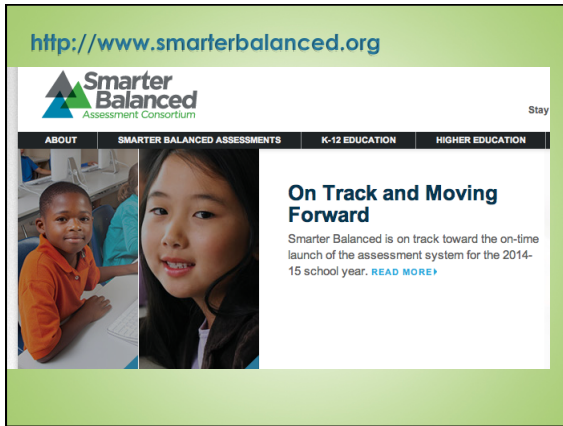 http://www.smarterbalanced.org
Smarter
Balanced
Assessment Consortium
Stay
ABOUT SMARTER BALANCED ASSESSMENTS K-12 EDUCATION HIGHER EDUCATION
On Track and Moving
Forward
Smarter Balanced is on track toward the on-time
launch of the assessment system for the 2014-
15 school year. READ MORE